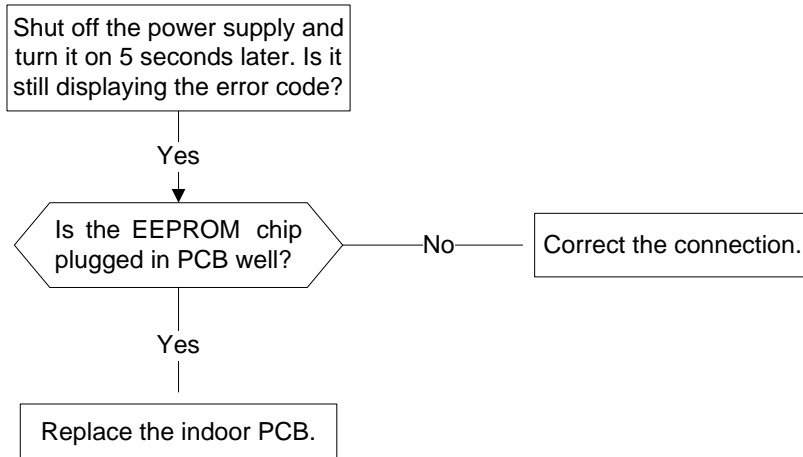 Shut off the power supply and
turn it on 5 seconds later. Is it
still displaying the error code?
Yes
Is the EEPROM chip
plugged in PCB well?
No
Correct the connection.
Yes
Replace the indoor PCB.